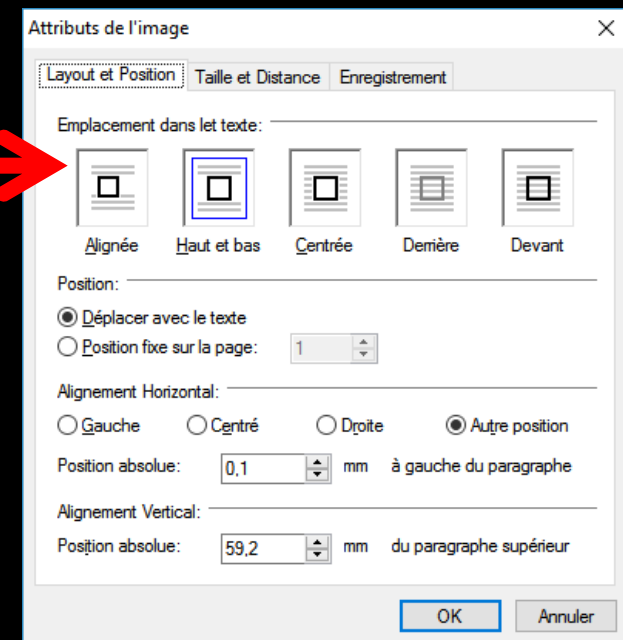 Attributs de l'image
Layout et Position Taille et Distance Enregistrement
Emplacement dans let texte:
Alignée Haut et bas Centrée Derrière Devant
Position:
Déplacer avec le texte
Position fixe sur la page: 1
Alignement Horizontal:
Gauche Centré Droite Autre position
Position absolue: 0,1 mm à gauche du paragraphe
Alignement Vertical:
Position absolue: 59,2 mm du paragraphe supérieur
OK Annuler